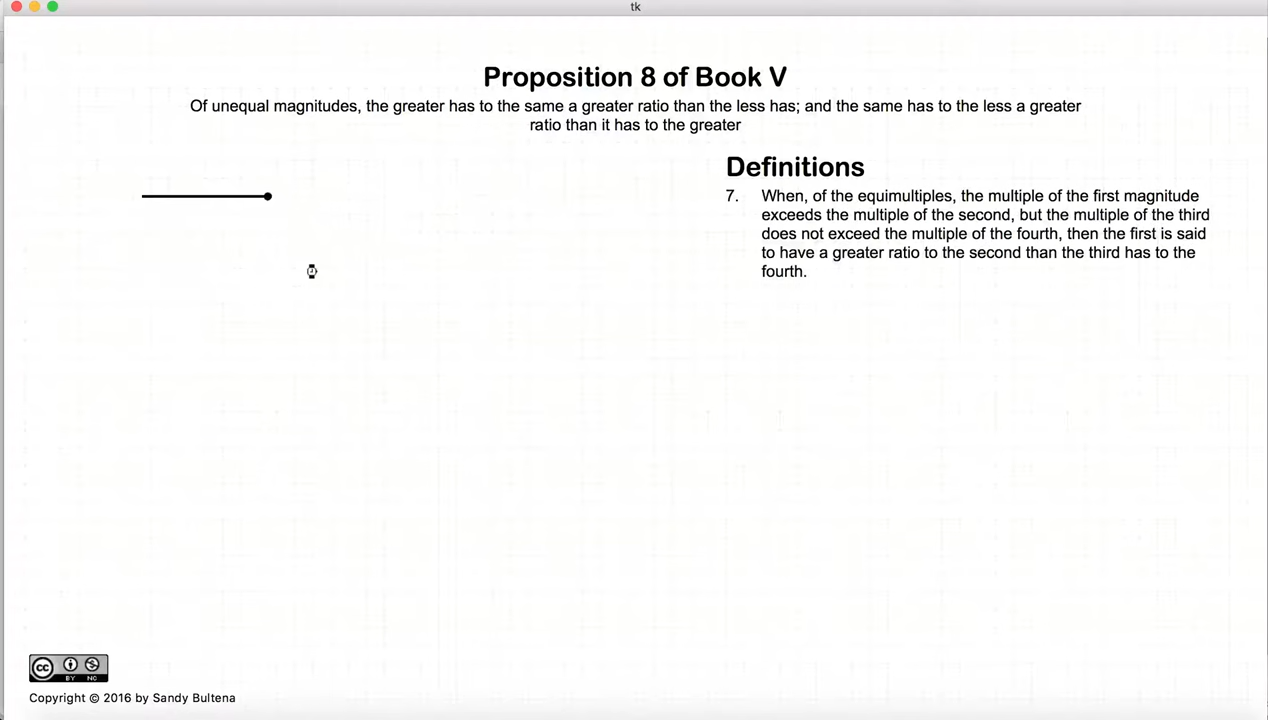 tk
Proposition 8 of Book V
Of unequal magnitudes, the greater has to the same a greater ratio than the less has; and the same has to the less a greater
ratio than it has to the greater
Definitions
7. When, of the equimultiples, the multiple of the first magnitude
exceeds the multiple of the second, but the multiple of the third
does not exceed the multiple of the fourth, then the first is said
to have a greater ratio to the second than the third has to the
fourth.
cc
BY NC
Copyright © 2016 by Sandy Bultena